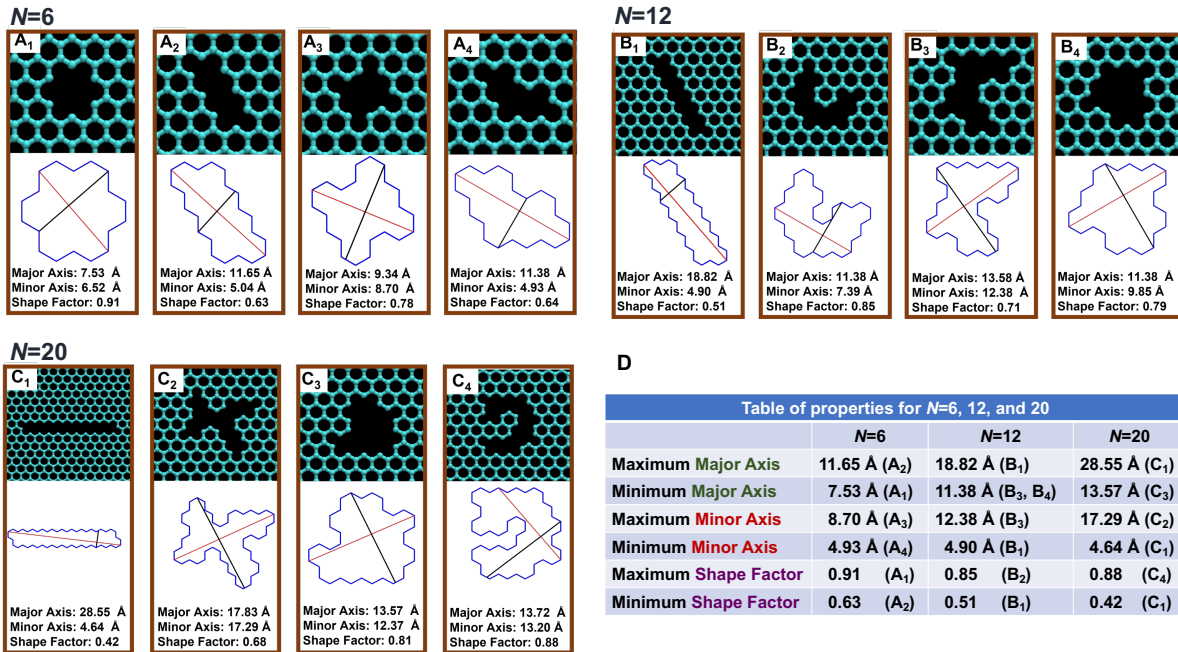 N=6
A1
Major Axis: 7.53 Å
Minor Axis: 6.52 Å
Shape Factor: 0.91
A2
Major Axis: 11.65 Å
Minor Axis: 5.04 Å
Shape Factor: 0.63
A3
Major Axis: 9.34 Å
Minor Axis: 8.70 Å
Shape Factor: 0.78
A4
Major Axis: 11.38 Å
Minor Axis: 4.93 Å
Shape Factor: 0.64
N=12
B1
Major Axis: 18.82 Å
Minor Axis: 4.90 Å
Shape Factor: 0.51
B2
Major Axis: 11.38 Å
Minor Axis: 7.39 Å
Shape Factor: 0.85
B3
Major Axis: 13.58 Å
Minor Axis: 12.38 Å
Shape Factor: 0.71
B4
Major Axis: 11.38 Å
Minor Axis: 9.85 Å
Shape Factor: 0.79
N=20
C1
Major Axis: 28.55 Å
Minor Axis: 4.64 Å
Shape Factor: 0.42
C2
Major Axis: 17.83 Å
Minor Axis: 17.29 Å
Shape Factor: 0.68
C3
Major Axis: 13.57 Å
Minor Axis: 12.37 Å
Shape Factor: 0.81
C4
Major Axis: 13.72 Å
Minor Axis: 13.20 Å
Shape Factor: 0.88
D
Table of properties for N=6, 12, and 20
N=6 N=12 N=20
Maximum Major Axis 11.65 Å (A2) 18.82 Å (B1) 28.55 Å (C1)
Minimum Major Axis 7.53 Å (A1) 11.38 Å (B3, B4) 13.57 Å (C3)
Maximum Minor Axis 8.70 Å (A3) 12.38 Å (B3) 17.29 Å (C2)
Minimum Minor Axis 4.93 Å (A4) 4.90 Å (B1) 4.64 Å (C1)
Maximum Shape Factor 0.91 (A1) 0.85 (B2) 0.88 (C4)
Minimum Shape Factor 0.63 (A2) 0.51 (B1) 0.42 (C1)